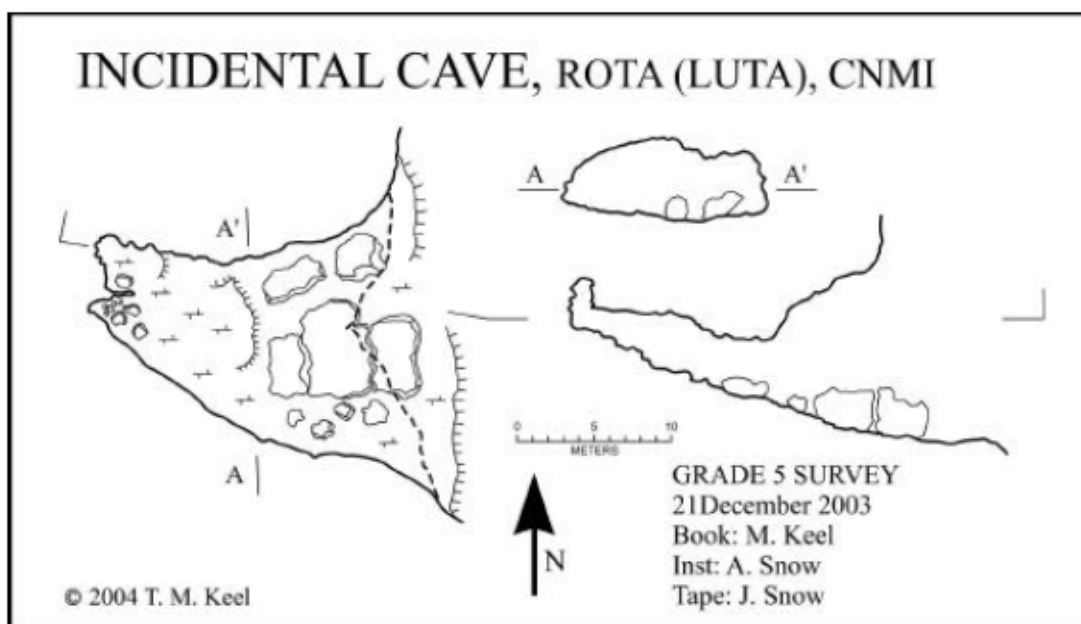 INCIDENTAL CAVE, ROTA (LUTA), CNMI
A A'
A'
A
0 5 10
METERS
N
GRADE 5 SURVEY
21December 2003
Book: M. Keel
Inst: A. Snow
Tape: J. Snow
© 2004 T. M. Keel